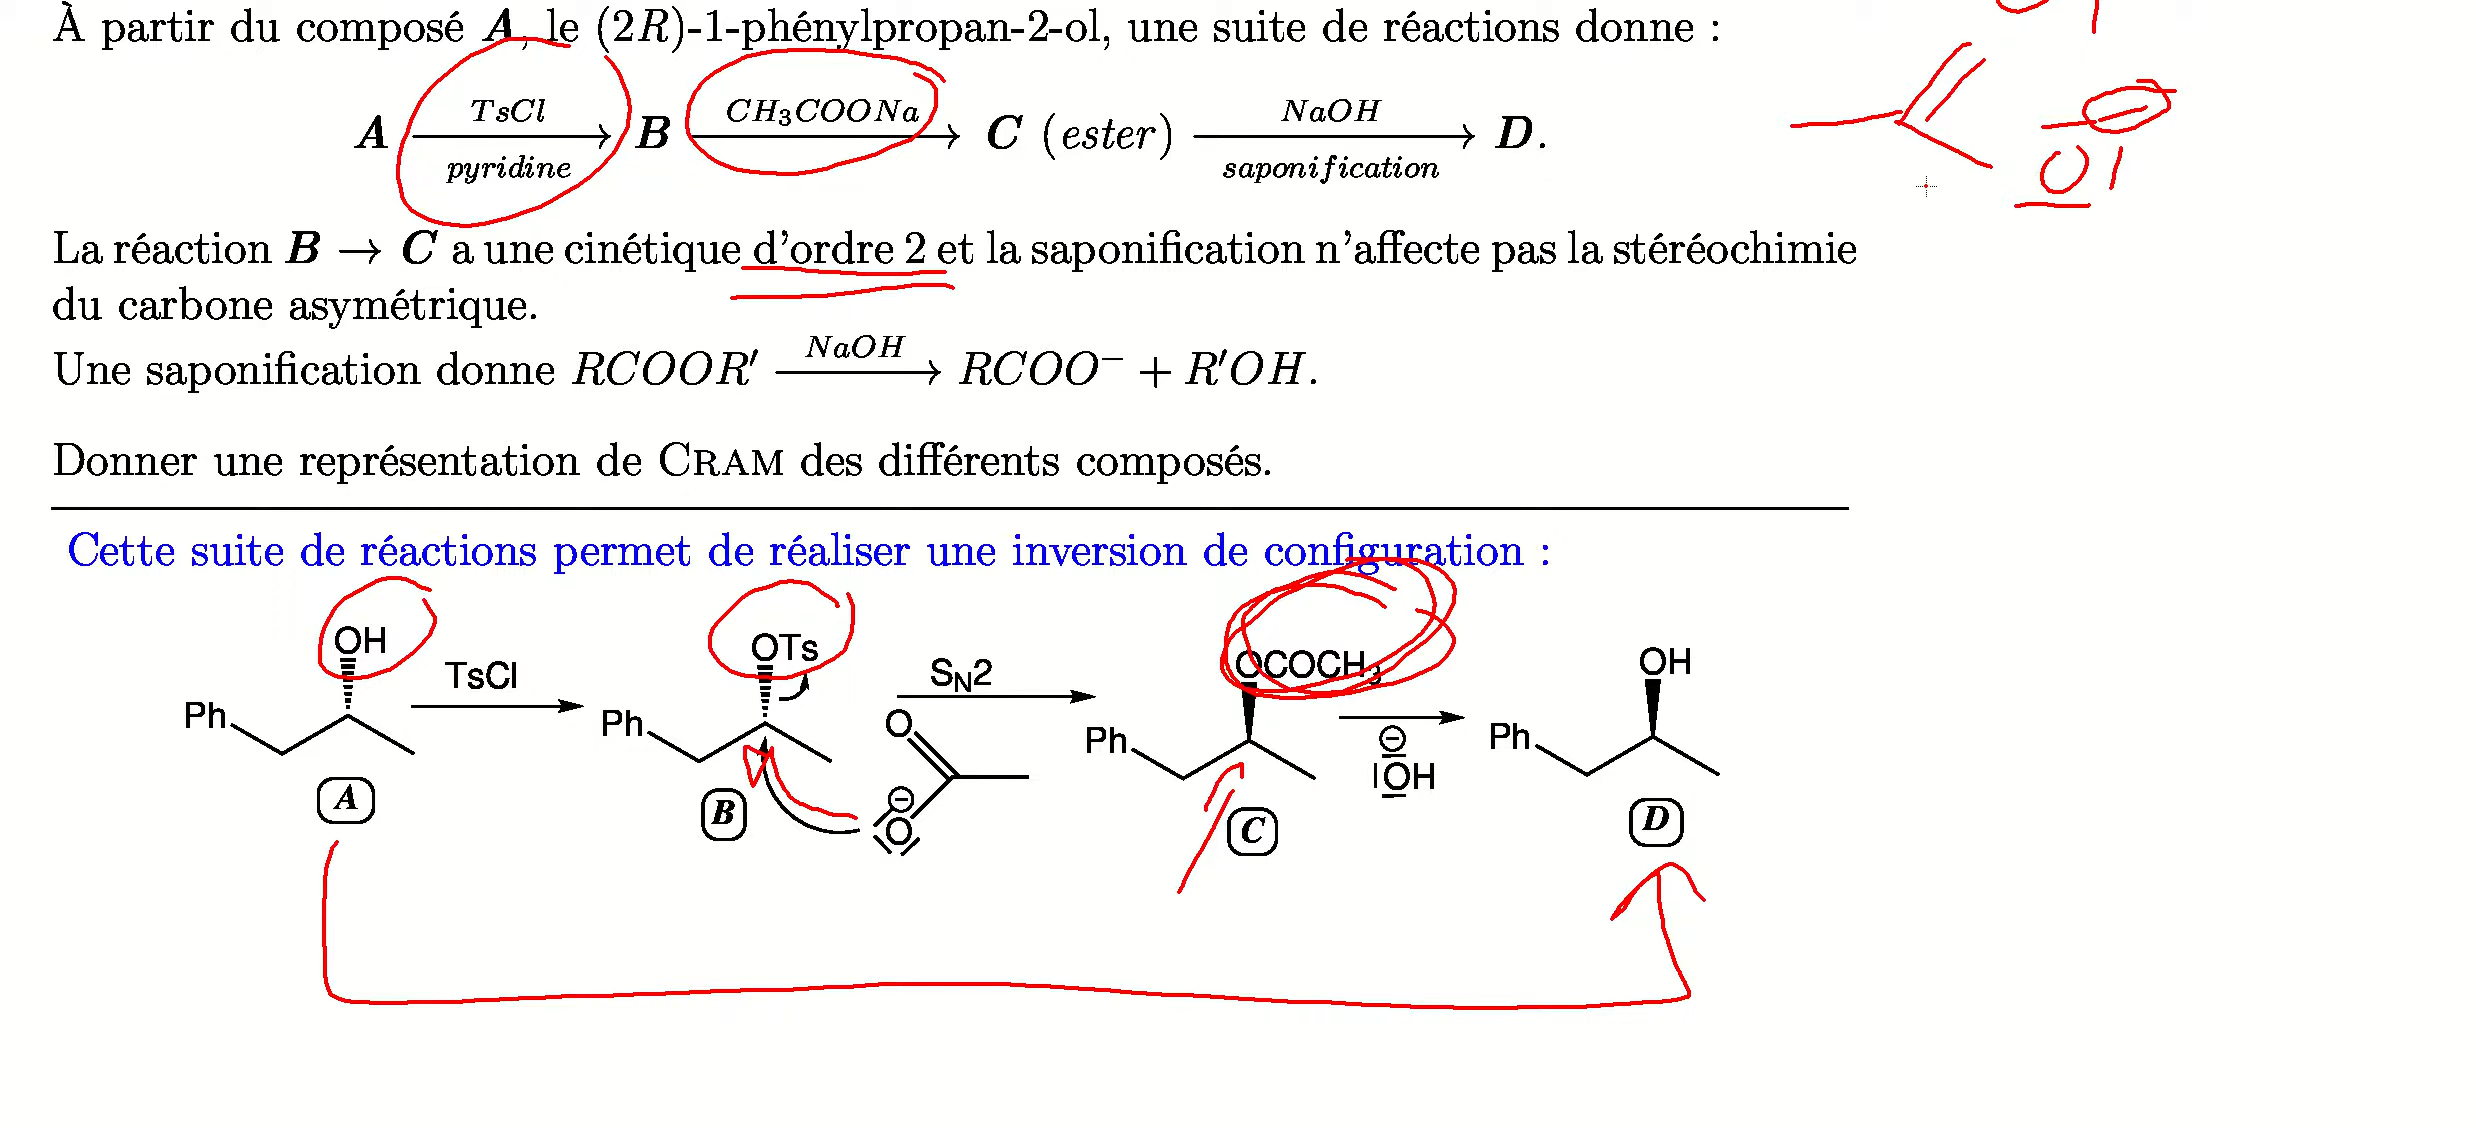 À partir du composé A, le (2R)-1-phénylpropan-2-ol, une suite de réactions donne :
A TsCl pyridine B CH₃COONa C (ester) NaOH saponification D.
La réaction B → C a une cinétique d'ordre 2 et la saponification n'affecte pas la stéréochimie
du carbone asymétrique.
Une saponification donne RCOOR′ NaOH → RCOO⁻ + R′OH.
Donner une représentation de CRAM des différents composés.
Cette suite de réactions permet de réaliser une inversion de configuration :
OH OTs OCOCH₃ OH
TsCl S_N2
Ph Ph O Ph Ph
⊖ O ⊖ |OH
A B C D